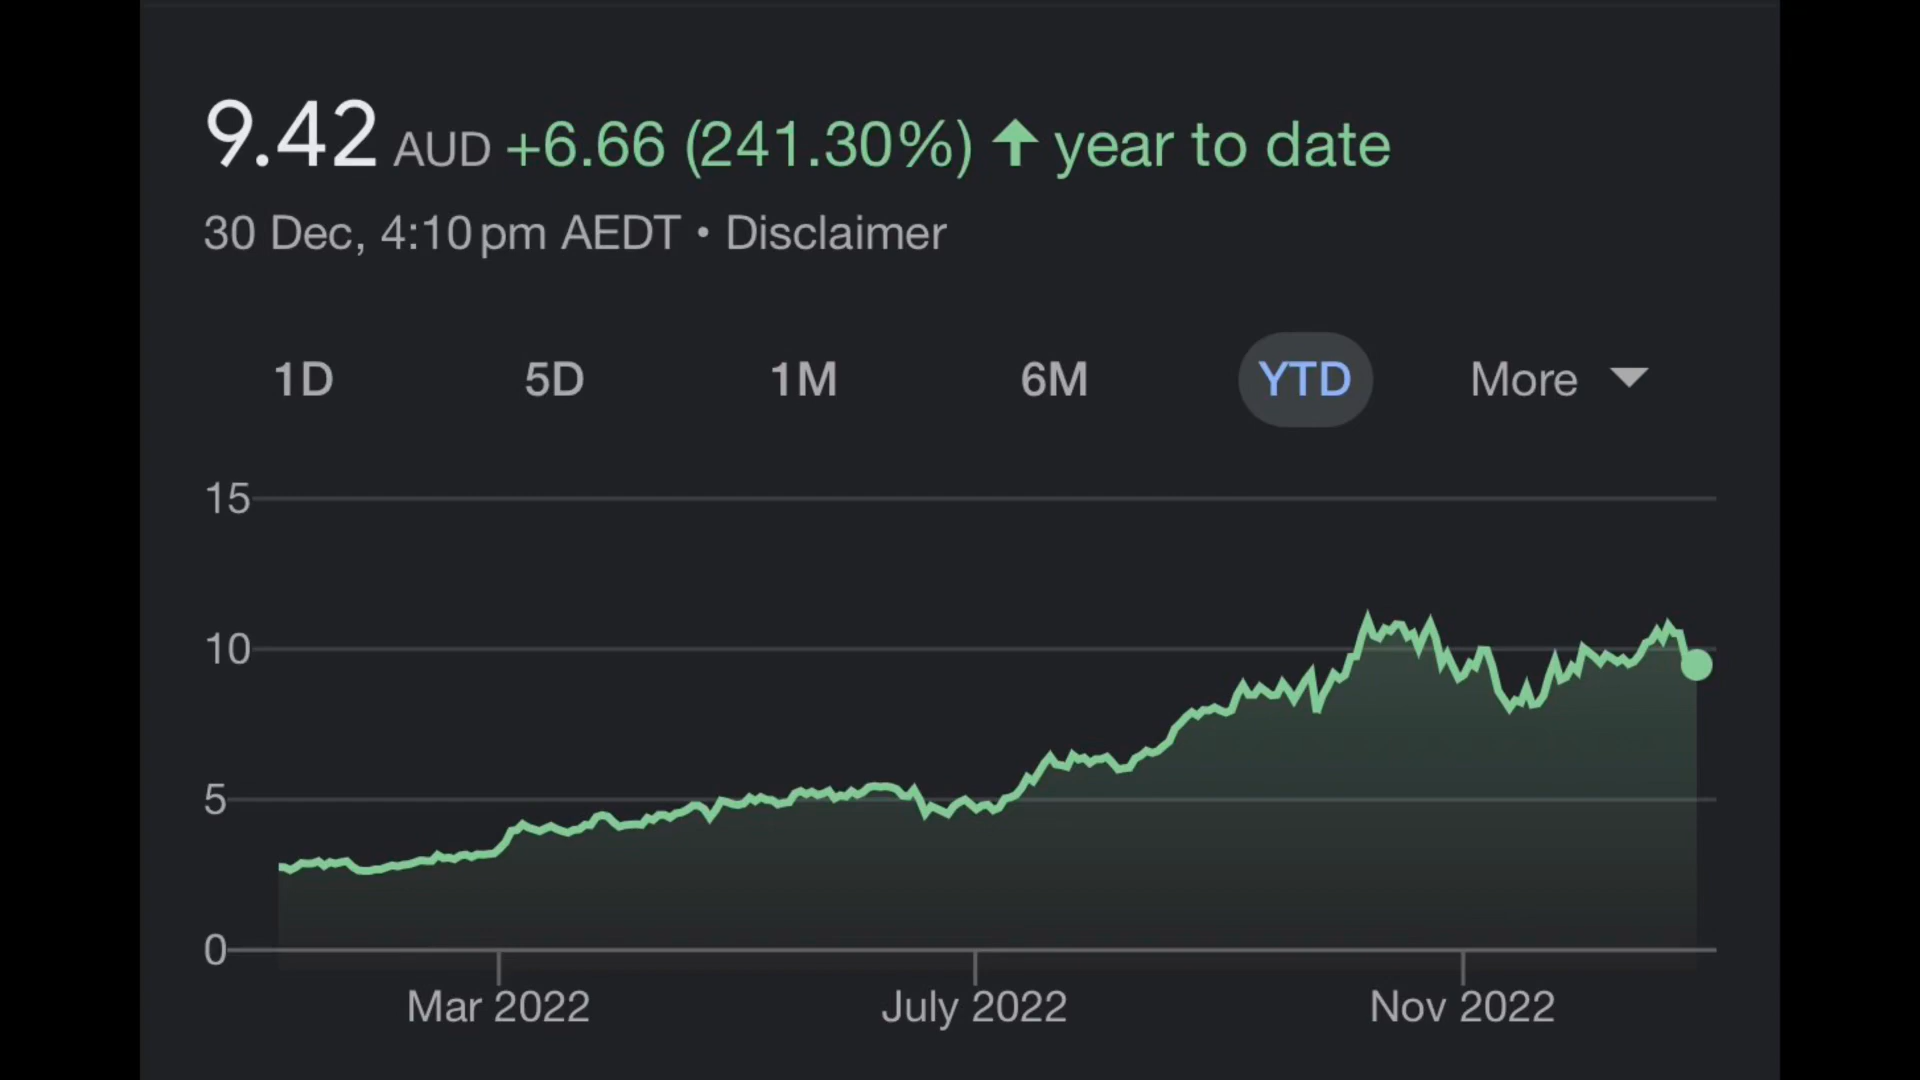 9.42 AUD +6.66 (241.30%) ↑ year to date
30 Dec, 4:10 pm AEDT • Disclaimer
1D 5D 1M 6M YTD More
15
10
5
0
Mar 2022 July 2022 Nov 2022